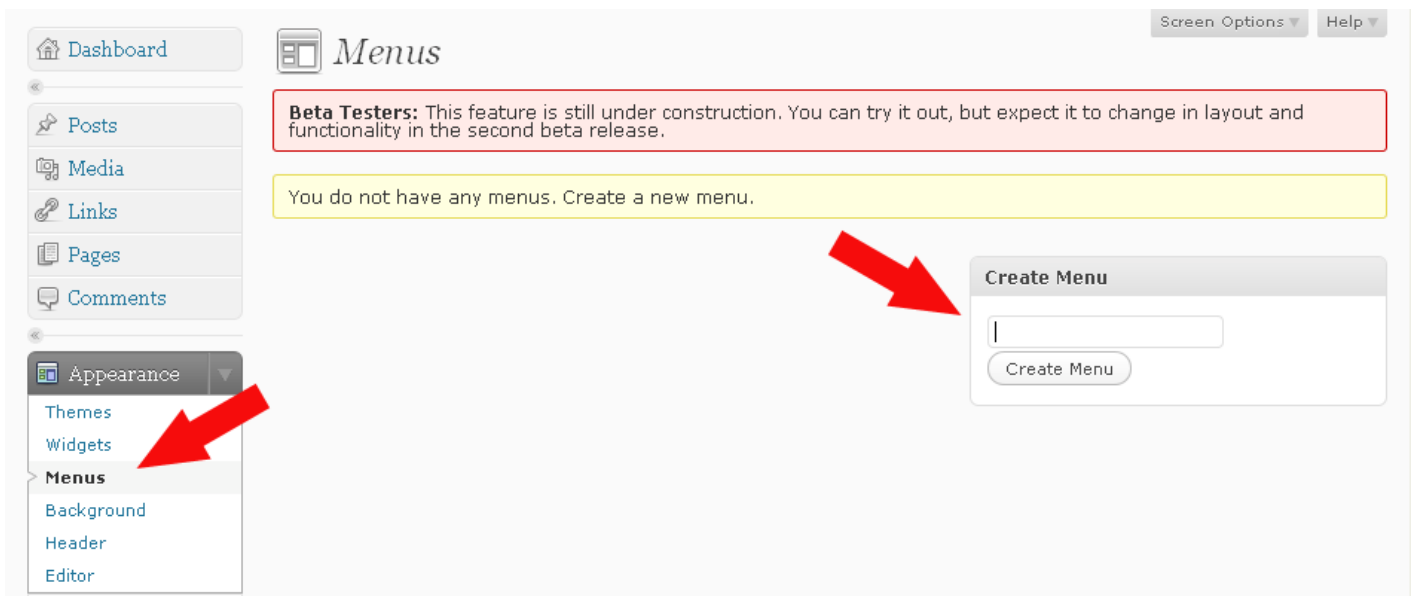 Screen Options
Help
Dashboard
Menus
Beta Testers: This feature is still under construction. You can try it out, but expect it to change in layout and
functionality in the second beta release.
Posts
Media
You do not have any menus. Create a new menu.
Links
Pages
Comments
Create Menu
Create Menu
Appearance
Themes
Widgets
Menus
Background
Header
Editor